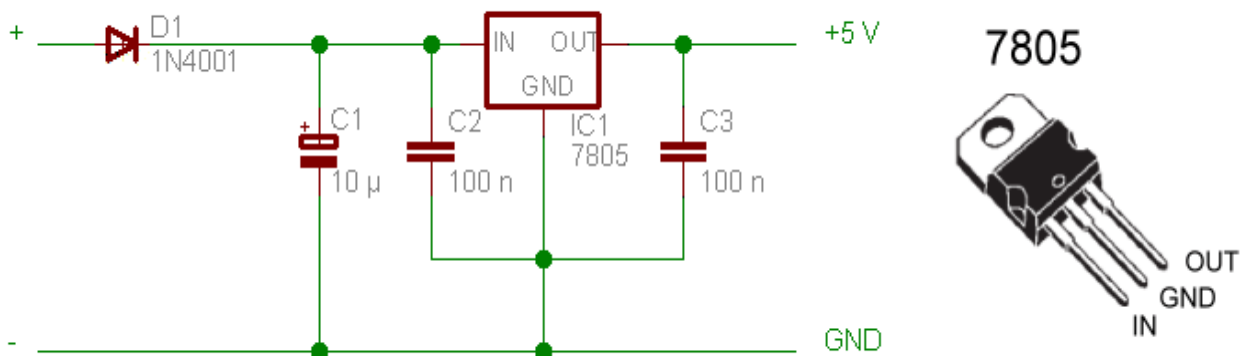 +
D1
1N4001
IN
OUT
GND
+5 V
C1
+
10 µ
C2
100 n
IC1
7805
C3
100 n
-
GND
7805
OUT
GND
IN